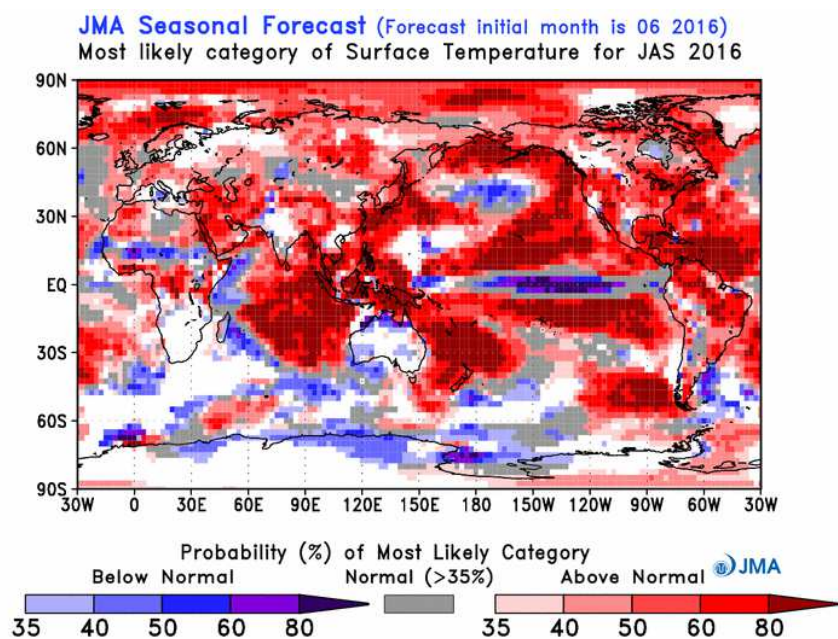 JMA Seasonal Forecast (Forecast initial month is 06 2016)
Most likely category of Surface Temperature for JAS 2016
90N
60N
30N
EQ
30S
60S
90S
30W 0 30E 60E 90E 120E 150E 180 150W 120W 90W 60W 30W
Probability (%) of Most Likely Category
JMA
Below Normal Normal (>35%) Above Normal
35 40 50 60 80 35 40 50 60 80